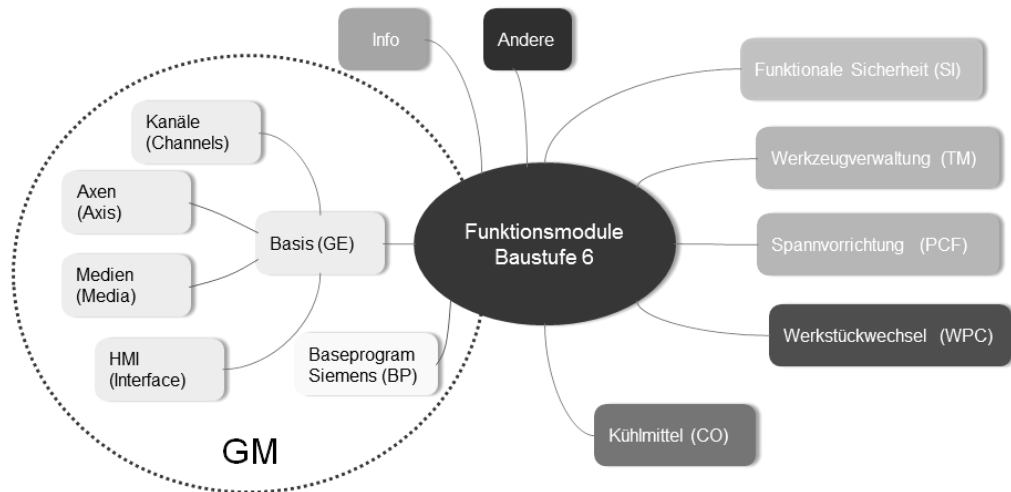 Info
Andere
Funktionale Sicherheit (SI)
Kanäle
(Channels)
Werkzeugverwaltung (TM)
Axen
(Axis)
Basis (GE)
Funktionsmodule
Baustufe 6
Spannvorrichtung (PCF)
Medien
(Media)
HMI
(Interface)
Baseprogram
Siemens (BP)
Werkstückwechsel (WPC)
GM
Kühlmittel (CO)